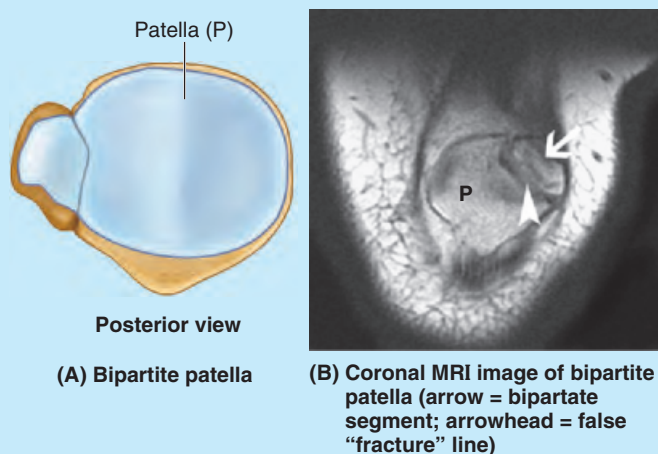 Patella (P)
Posterior view
(A) Bipartite patella
P
(B) Coronal MRI image of bipartite
patella (arrow = bipartate
segment; arrowhead = false
“fracture” line)